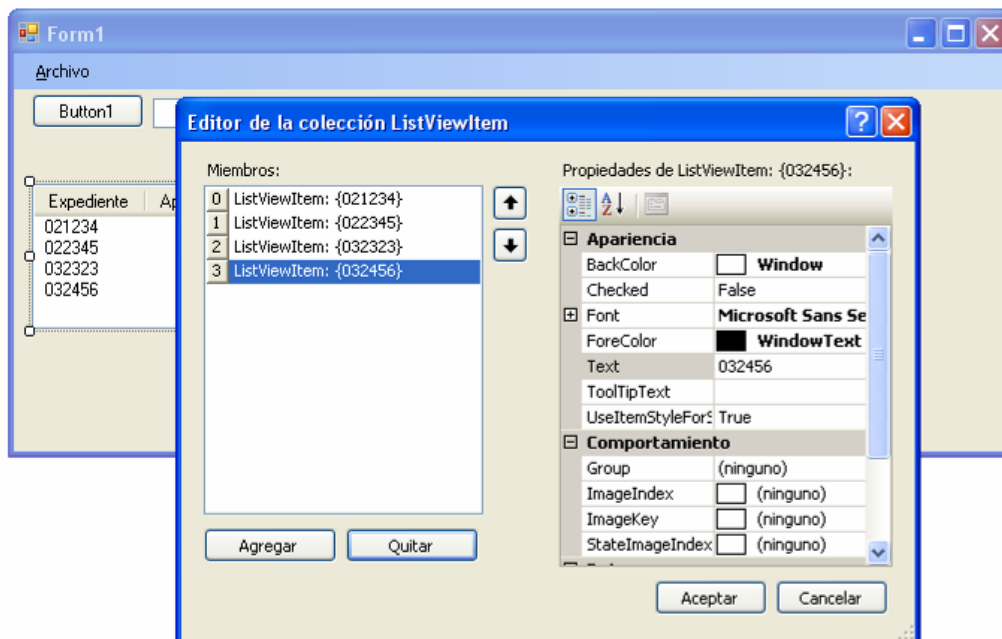 Form1
Archivo
Button1
Expediente Ap
021234
022345
032323
032456
Editor de la colección ListViewItem
Miembros:
0 ListViewItem: {021234}
1 ListViewItem: {022345}
2 ListViewItem: {032323}
3 ListViewItem: {032456}
Agregar Quitar
Propiedades de ListViewItem: {032456}:
Apariencia
BackColor Window
Checked False
Font Microsoft Sans Se
ForeColor WindowText
Text 032456
ToolTipText
UseItemStyleForS True
Comportamiento
Group (ninguno)
ImageIndex (ninguno)
ImageKey (ninguno)
StateImageIndex (ninguno)
Aceptar Cancelar